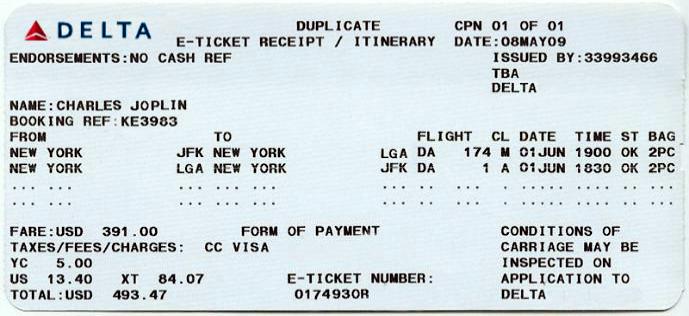 DELTA
DUPLICATE CPN 01 OF 01
E-TICKET RECEIPT / ITINERARY DATE:08MAY09
ENDORSEMENTS:NO CASH REF ISSUED BY:33993466
TBA
DELTA
NAME:CHARLES JOPLIN
BOOKING REF:KE3983
FROM TO FLIGHT CL DATE TIME ST BAG
NEW YORK JFK NEW YORK LGA DA 174 M 01JUN 1900 OK 2PC
NEW YORK LGA NEW YORK JFK DA 1 A 01JUN 1830 OK 2PC
... ... ... ... ... ... ... ... ... ... ... ...
... ... ... ... ... ... ... ... ... ... ... ...
FARE:USD 391.00 FORM OF PAYMENT CONDITIONS OF
TAXES/FEES/CHARGES: CC VISA CARRIAGE MAY BE
YC 5.00 INSPECTED ON
US 13.40 XT 84.07 E-TICKET NUMBER: APPLICATION TO
TOTAL:USD 493.47 0174930R DELTA